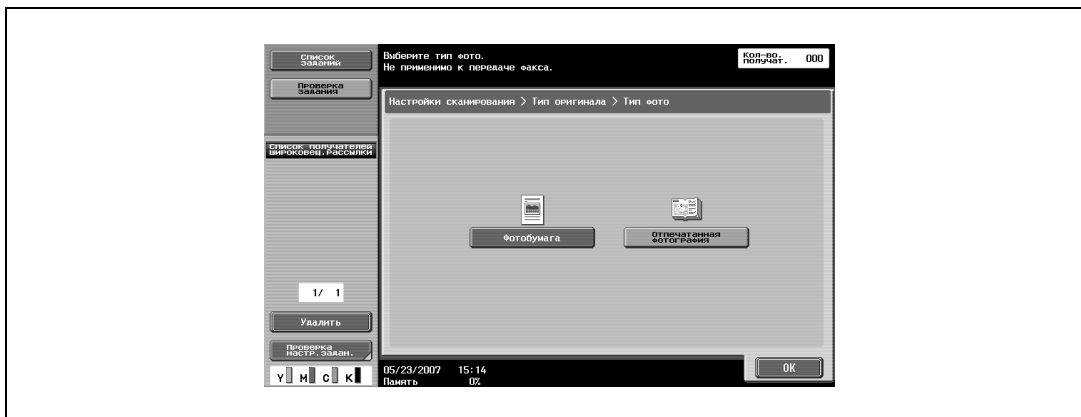 Список
заданий
Проверка
задания
Список получателей
широковещ.рассылки
1/ 1
Удалить
Проверка
настр.задан.
Y M C K
Выберите тип фото.
Не применимо к передаче факса.
Кол-во.
получат. 000
Настройки сканирования > Тип оригинала > Тип фото
Фотобумага
Отпечатанная
фотография
05/23/2007 15:14
Память 0%
OK